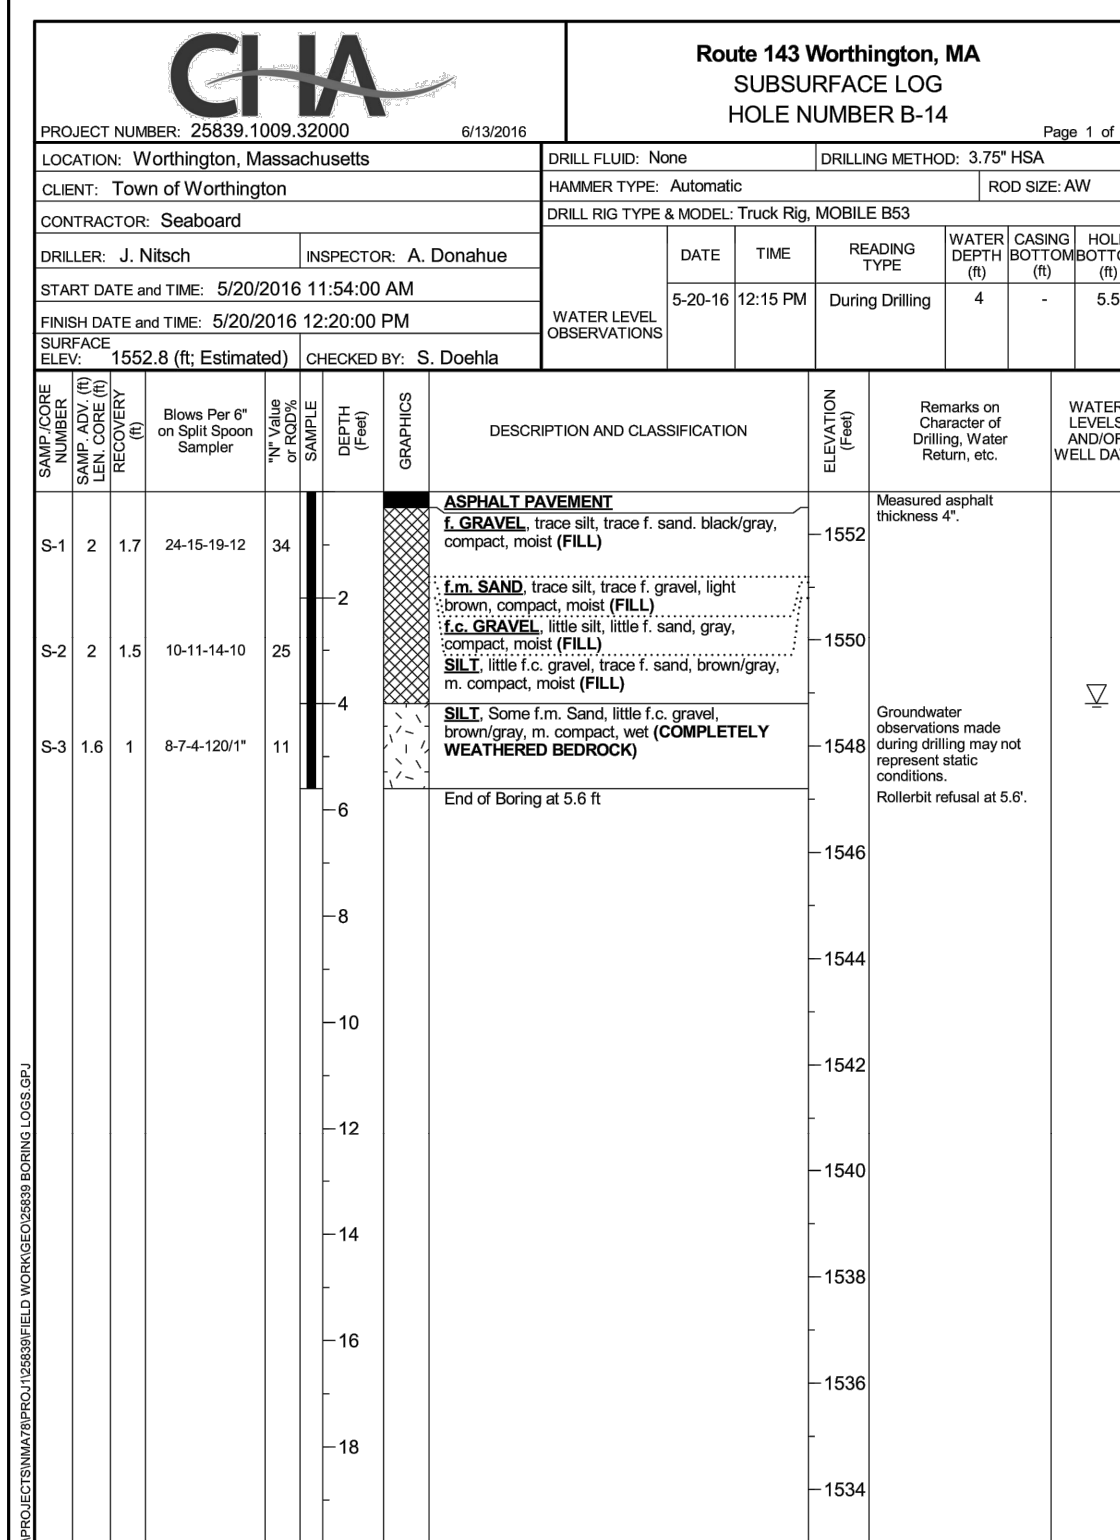 CHA
PROJECT NUMBER: 25839.1009.32000 6/13/2016
Route 143 Worthington, MA
SUBSURFACE LOG
HOLE NUMBER B-14
Page 1 of
LOCATION: Worthington, Massachusetts
CLIENT: Town of Worthington
CONTRACTOR: Seaboard
DRILLER: J. Nitsch
INSPECTOR: A. Donahue
START DATE and TIME: 5/20/2016 11:54:00 AM
FINISH DATE and TIME: 5/20/2016 12:20:00 PM
SURFACE
ELEV: 1552.8 (ft; Estimated)
CHECKED BY: S. Doehla
DRILL FLUID: None
DRILLING METHOD: 3.75" HSA
HAMMER TYPE: Automatic
ROD SIZE: AW
DRILL RIG TYPE & MODEL: Truck Rig, MOBILE B53
WATER LEVEL
OBSERVATIONS
DATE
TIME
READING
TYPE
WATER
DEPTH
(ft)
CASING
BOTTOM
(ft)
HOL
BOTTO
(ft)
5-20-16 12:15 PM During Drilling 4 - 5.5
SAMP./CORE
NUMBER
SAMP. ADV. (ft)
LEN. CORE (ft)
RECOVERY
(ft)
Blows Per 6"
on Split Spoon
Sampler
"N" Value
or RQD%
SAMPLE
DEPTH
(Feet)
GRAPHICS
DESCRIPTION AND CLASSIFICATION
ELEVATION
(Feet)
Remarks on
Character of
Drilling, Water
Return, etc.
WATER
LEVELS
AND/OR
WELL DA
S-1 2 1.7 24-15-19-12 34
S-2 2 1.5 10-11-14-10 25
S-3 1.6 1 8-7-4-120/1" 11
2
4
6
8
10
12
14
16
18
ASPHALT PAVEMENT
f. GRAVEL, trace silt, trace f. sand. black/gray,
compact, moist (FILL)
f.m. SAND, trace silt, trace f. gravel, light
brown, compact, moist (FILL)
f.c. GRAVEL, little silt, little f. sand, gray,
compact, moist (FILL)
SILT, little f.c. gravel, trace f. sand, brown/gray,
m. compact, moist (FILL)
SILT, Some f.m. Sand, little f.c. gravel,
brown/gray, m. compact, wet (COMPLETELY
WEATHERED BEDROCK)
End of Boring at 5.6 ft
1552
1550
1548
1546
1544
1542
1540
1538
1536
1534
Measured asphalt
thickness 4".
Groundwater
observations made
during drilling may not
represent static
conditions.
Rollerbit refusal at 5.6'.
\PROJECTS\NMA78\PROJ1\25839\FIELD WORK\GEO\25839 BORING LOGS.GPJ